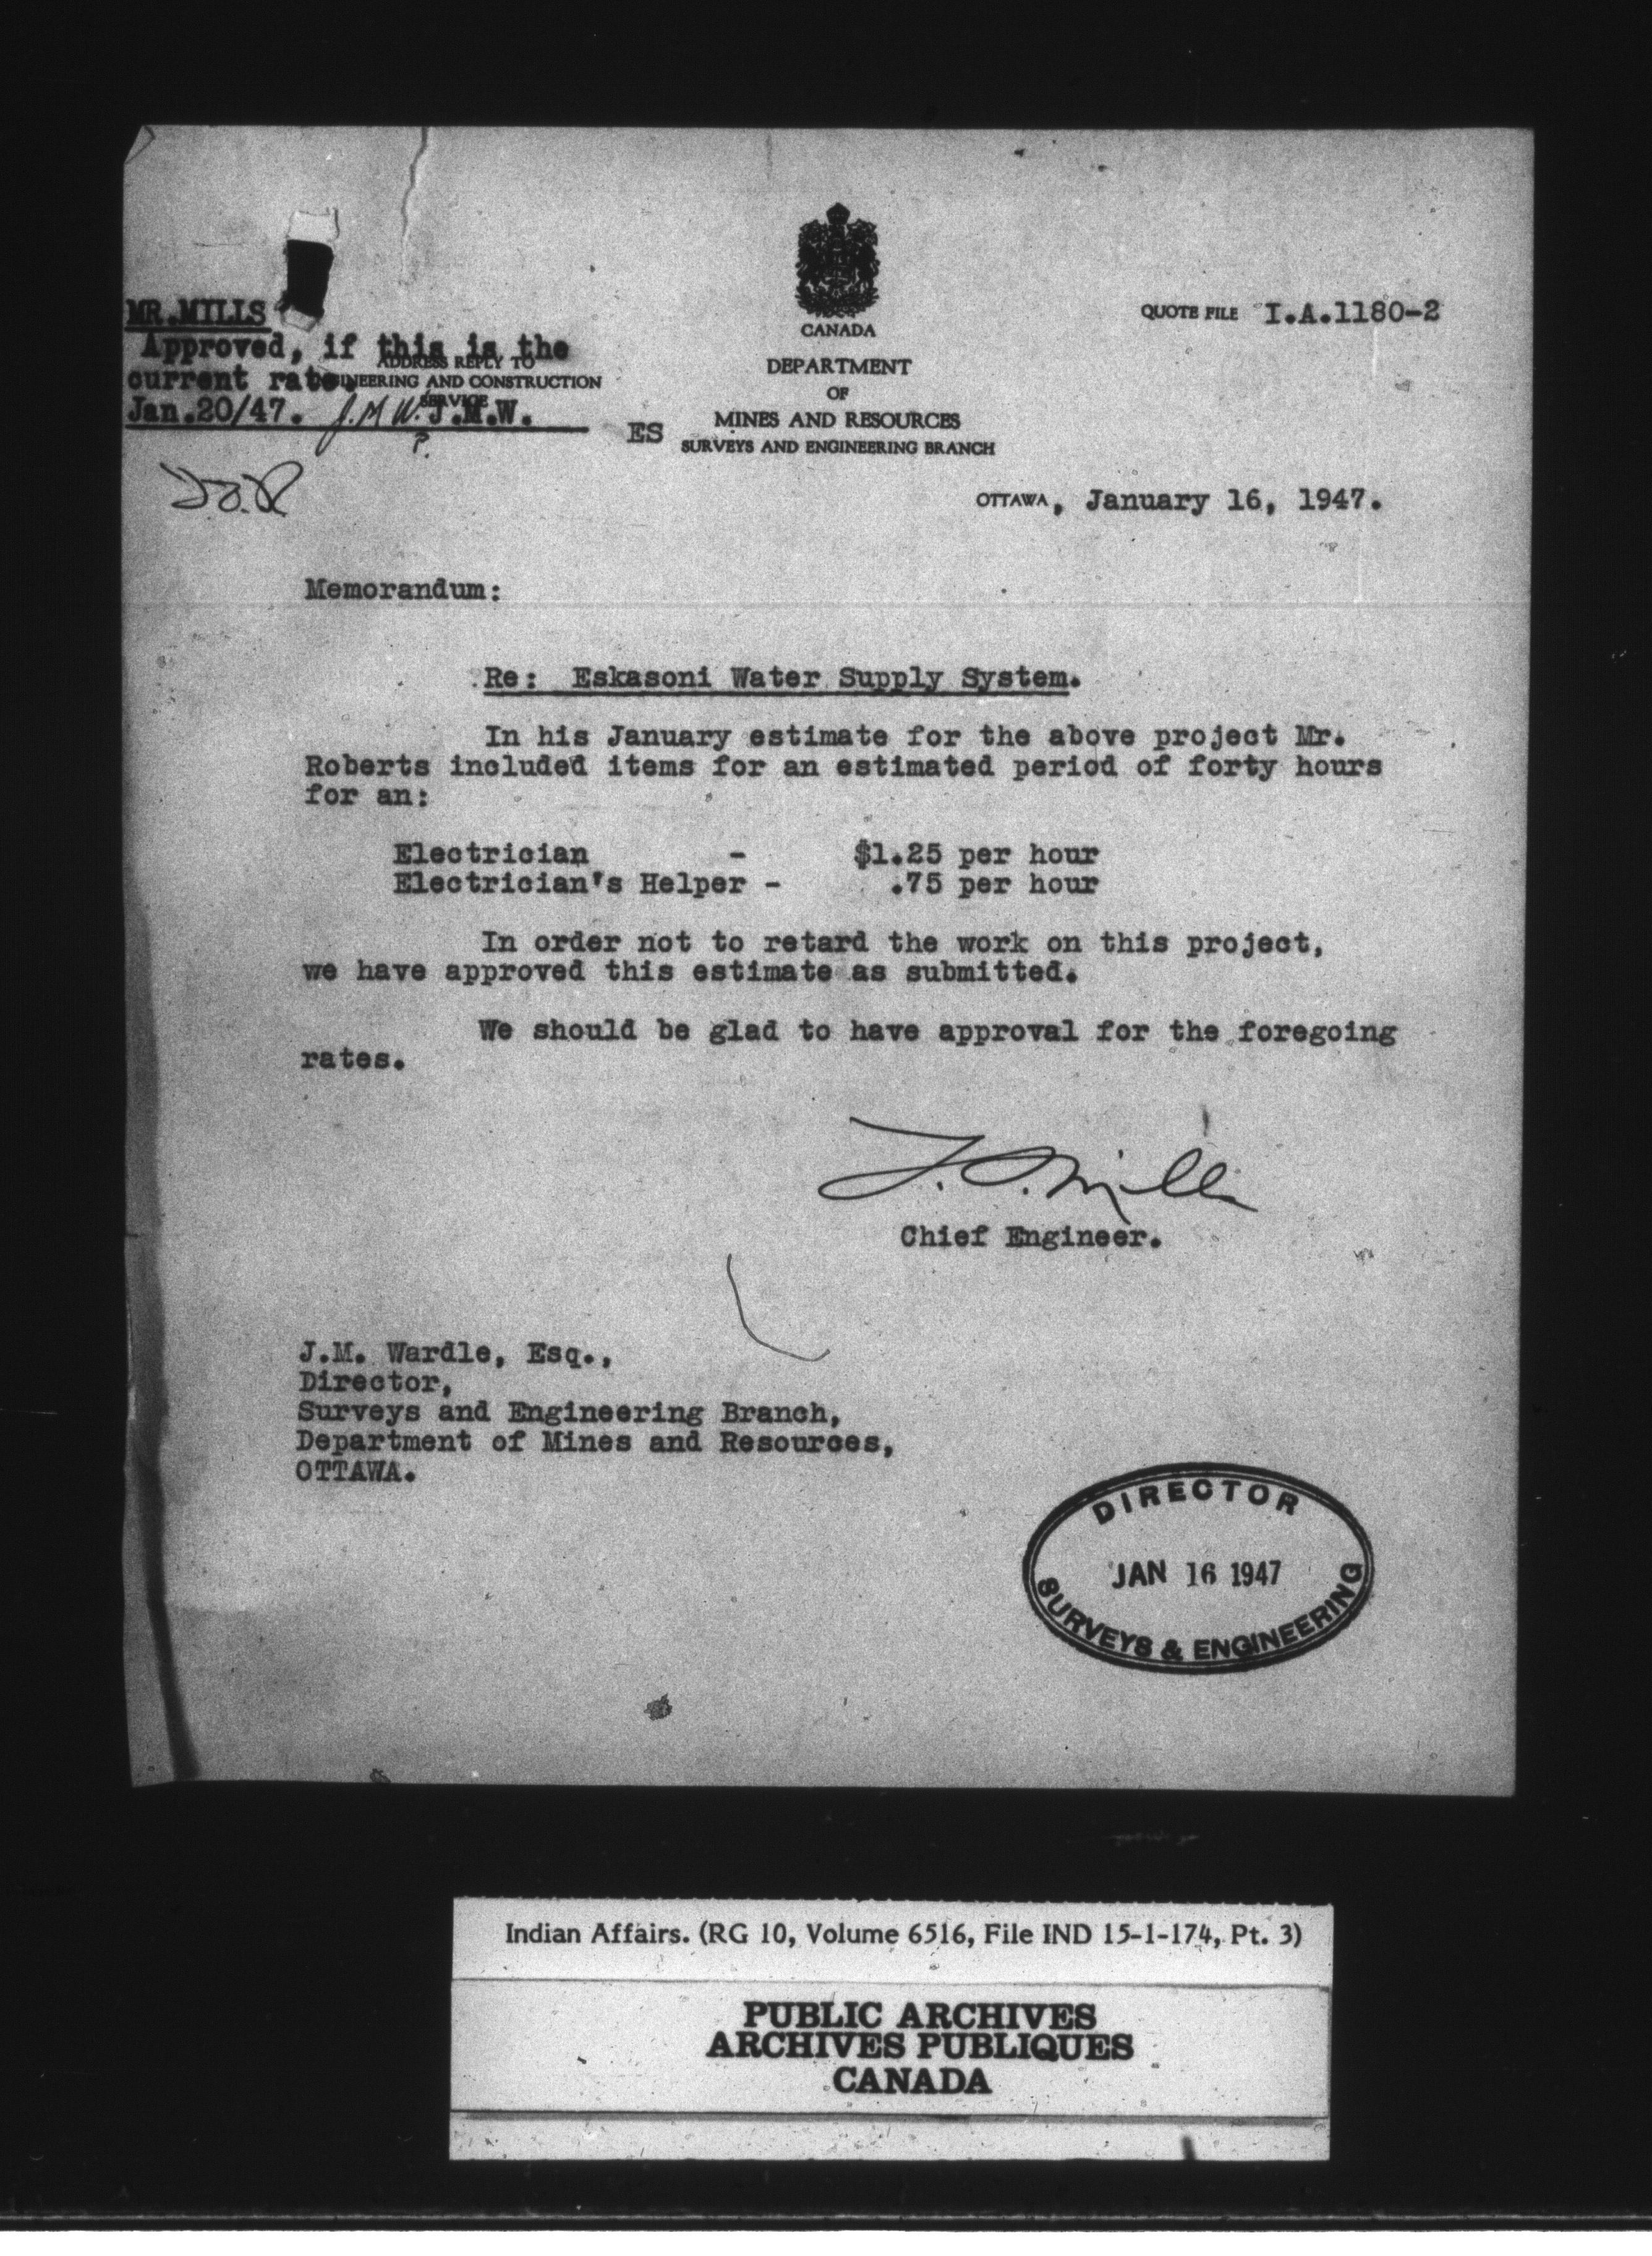 MR.MILLS
Approved, if this is the
current rate.
Jan.20/47. J.M.W. J.M.W.
P.
ADDRESS REPLY TO
ENGINEERING AND CONSTRUCTION
SERVICE
CANADA
DEPARTMENT
OF
MINES AND RESOURCES
SURVEYS AND ENGINEERING BRANCH
ES
QUOTE FILE I.A.1180-2
OTTAWA, January 16, 1947.
Memorandum:
Re: Eskasoni Water Supply System.
In his January estimate for the above project Mr.
Roberts included items for an estimated period of forty hours
for an:
Electrician - $1.25 per hour
Electrician's Helper - .75 per hour
In order not to retard the work on this project,
we have approved this estimate as submitted.
We should be glad to have approval for the foregoing
rates.
Mills
Chief Engineer.
J.M. Wardle, Esq.,
Director,
Surveys and Engineering Branch,
Department of Mines and Resources,
OTTAWA.
DIRECTOR
JAN 16 1947
SURVEYS & ENGINEERING
Indian Affairs. (RG 10, Volume 6516, File IND 15-1-174, Pt. 3)
PUBLIC ARCHIVES
ARCHIVES PUBLIQUES
CANADA